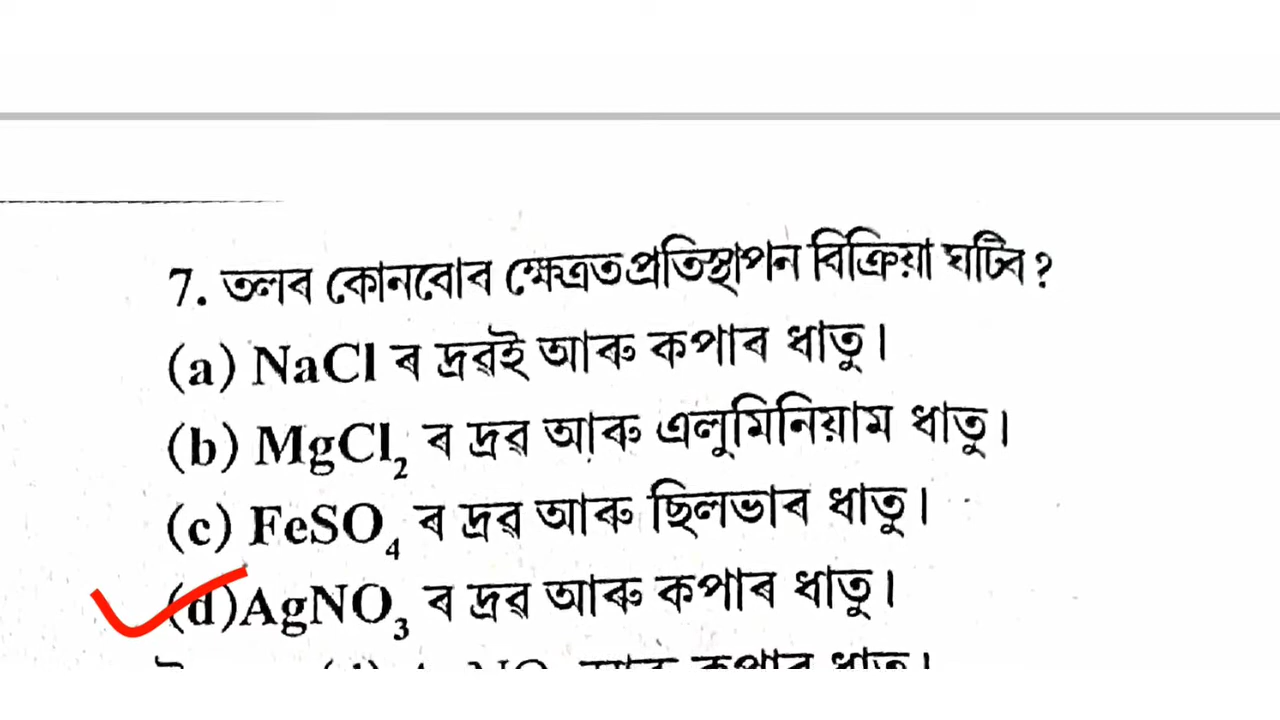 7. তলৰ কোনবোৰ ক্ষেত্ৰত প্ৰতিস্থাপন বিক্ৰিয়া ঘটিব ?
(a) NaCl ৰ দ্ৰৱই আৰু কপাৰ ধাতু।
(b) MgCl₂ ৰ দ্ৰৱ আৰু এলুমিনিয়াম ধাতু।
(c) FeSO₄ ৰ দ্ৰৱ আৰু ছিলভাৰ ধাতু।
(d) AgNO₃ ৰ দ্ৰৱ আৰু কপাৰ ধাতু।